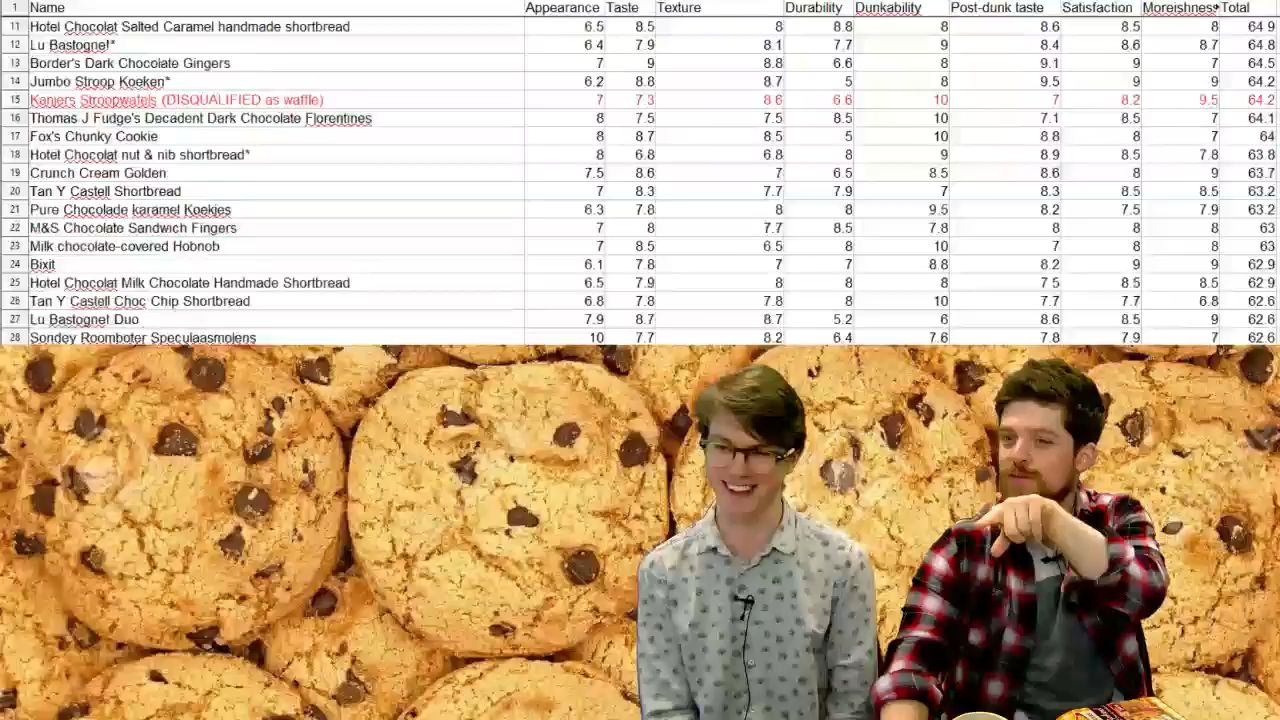 1 Name Appearance Taste Texture Durability Dunkability Post-dunk taste Satisfaction Moreishness Total
11 Hotel Chocolat Salted Caramel handmade shortbread 6.5 8.5 8 8.8 8 8.6 8.5 8 64.9
12 Lu Bastogne!* 6.4 7.9 8.1 7.7 9 8.4 8.6 8.7 64.8
13 Border's Dark Chocolate Gingers 7 9 8.8 6.6 8 9.1 9 7 64.5
14 Jumbo Stroop Koeken* 6.2 8.8 8.7 5 8 9.5 9 9 64.2
15 Kanjers Stroopwafels (DISQUALIFIED as waffle) 7 7.3 8.6 6.6 10 7 8.2 9.5 64.2
16 Thomas J Fudge's Decadent Dark Chocolate Florentines 8 7.5 7.5 8.5 10 7.1 8.5 7 64.1
17 Fox's Chunky Cookie 8 8.7 8.5 5 10 8.8 8 7 64
18 Hotel Chocolat nut & nib shortbread* 8 6.8 6.8 8 9 8.9 8.5 7.8 63.8
19 Crunch Cream Golden 7.5 8.6 7 6.5 8.5 8.6 8 9 63.7
20 Tan Y Castell Shortbread 7 8.3 7.7 7.9 7 8.3 8.5 8.5 63.2
21 Pure Chocolade karamel Koekjes 6.3 7.8 8 8 9.5 8.2 7.5 7.9 63.2
22 M&S Chocolate Sandwich Fingers 7 8 7.7 8.5 7.8 8 8 8 63
23 Milk chocolate-covered Hobnob 7 8.5 6.5 8 10 7 8 8 63
24 Bixit 6.1 7.8 7 7 8.8 8.2 9 9 62.9
25 Hotel Chocolat Milk Chocolate Handmade Shortbread 6.5 7.9 8 8 8 7.5 8.5 8.5 62.9
26 Tan Y Castell Choc Chip Shortbread 6.8 7.8 7.8 8 10 7.7 7.7 6.8 62.6
27 Lu Bastogne! Duo 7.9 8.7 8.7 5.2 6 8.6 8.5 9 62.6
28 Sondey Roomboter Speculaasmolens 10 7.7 8.2 6.4 7.6 7.8 7.9 7 62.6